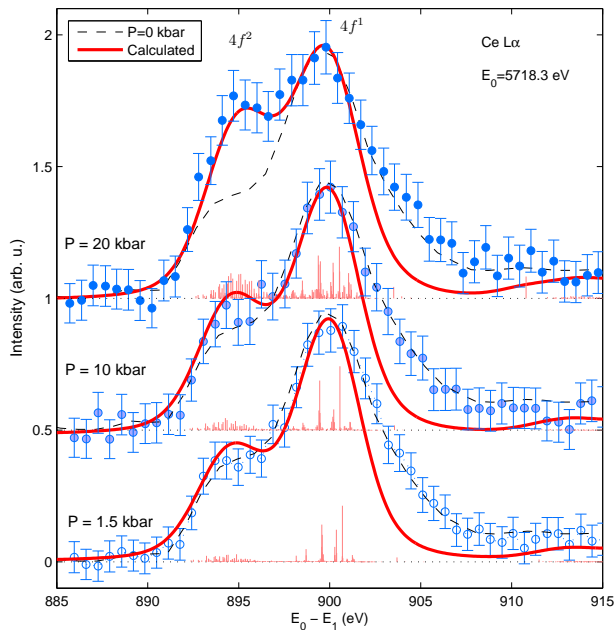 P=0 kbar
Calculated
4f²
4f¹
Ce Lα
E₀=5718.3 eV
P = 20 kbar
P = 10 kbar
P = 1.5 kbar
Intensity (arb. u.)
2
1.5
1
0.5
0
885
890
895
900
905
910
915
E₀ − E₁ (eV)